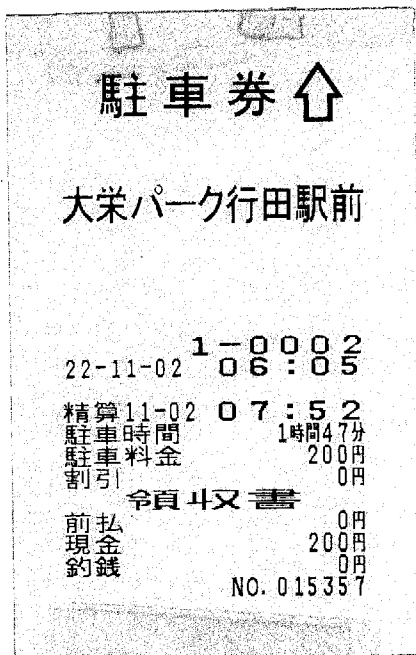 駐車券⇧
大栄パーク行田駅前
1-0002
22-11-02 06:05
精算11-02 07:52
駐車時間 1時間47分
駐車料金 200円
割引 0円
領収書
前払 0円
現金 200円
釣銭 0円
NO.015357